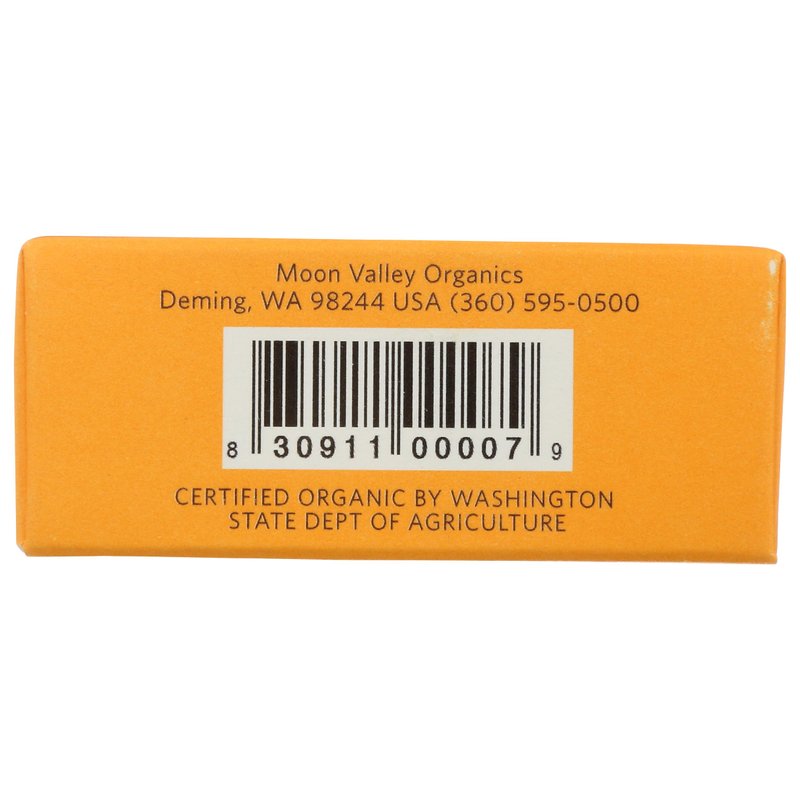 Moon Valley Organics
Deming, WA 98244 USA (360) 595-0500
8 30911 00007 9
CERTIFIED ORGANIC BY WASHINGTON
STATE DEPT OF AGRICULTURE